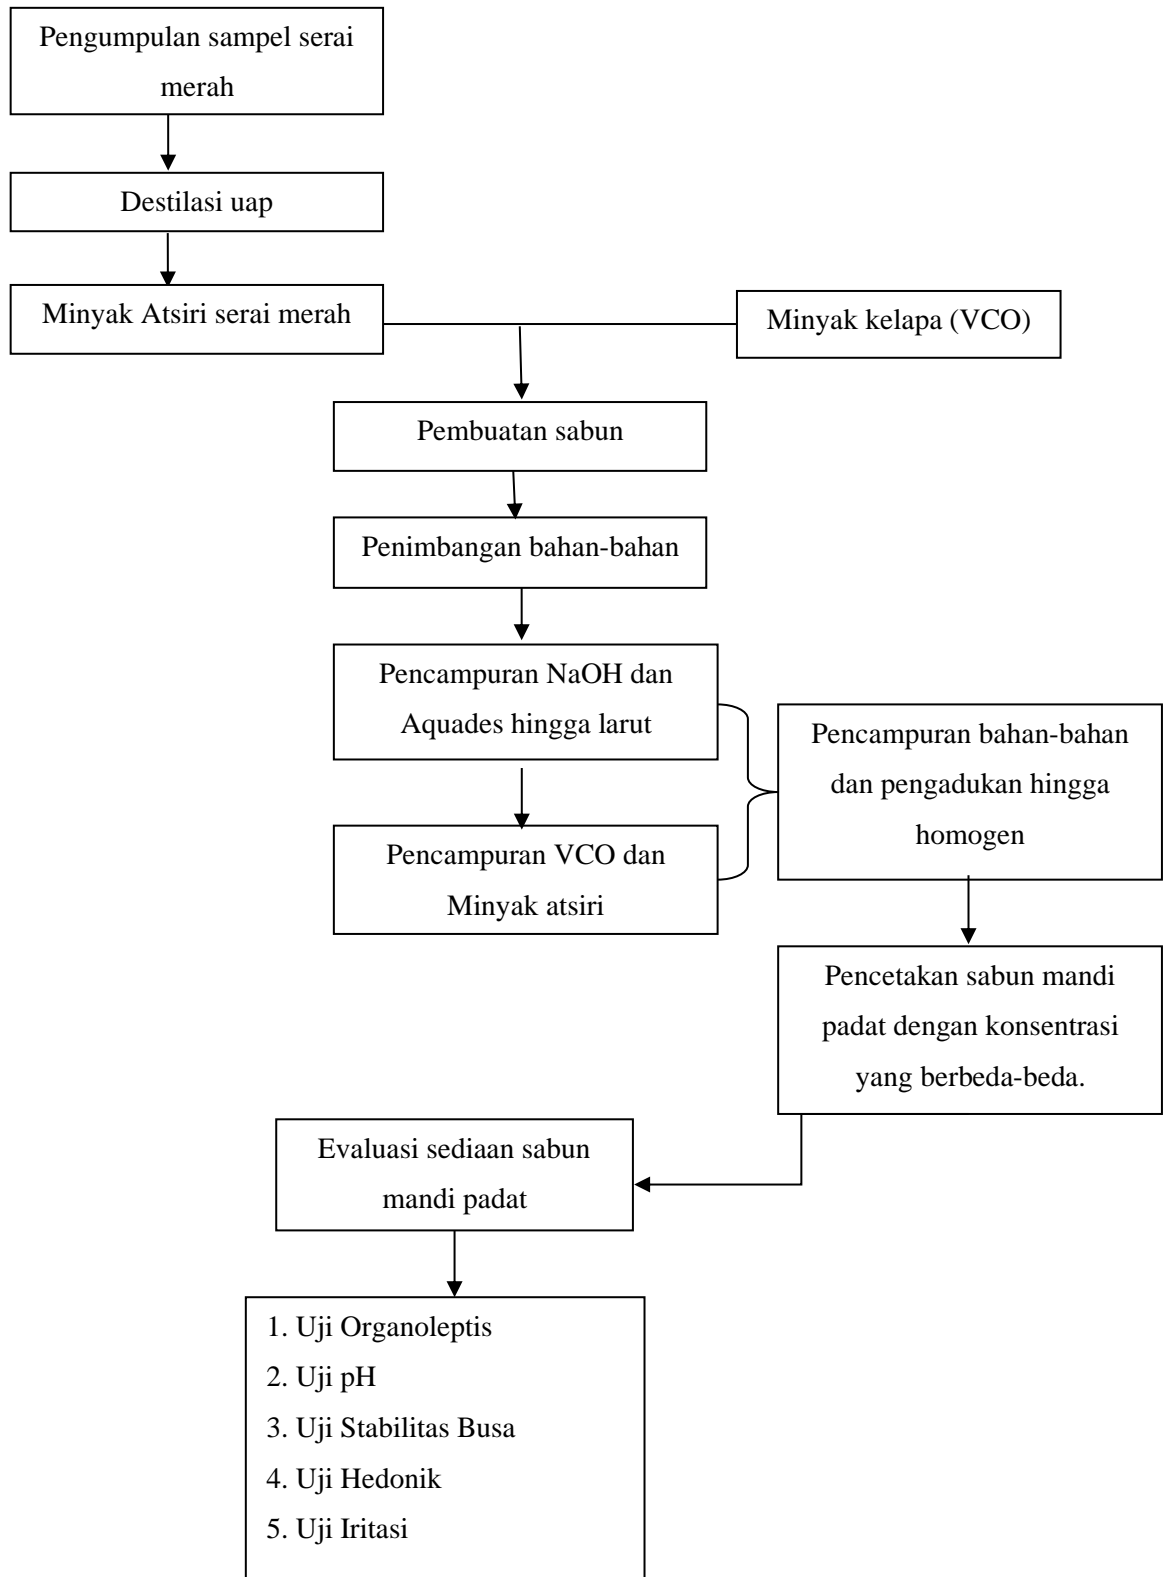 Pengumpulan sampel serai
merah
Destilasi uap
Minyak Atsiri serai merah
Minyak kelapa (VCO)
Pembuatan sabun
Penimbangan bahan-bahan
Pencampuran NaOH dan
Aquades hingga larut
Pencampuran VCO dan
Minyak atsiri
Pencampuran bahan-bahan
dan pengadukan hingga
homogen
Pencetakan sabun mandi
padat dengan konsentrasi
yang berbeda-beda.
Evaluasi sediaan sabun
mandi padat
1. Uji Organoleptis
2. Uji pH
3. Uji Stabilitas Busa
4. Uji Hedonik
5. Uji Iritasi